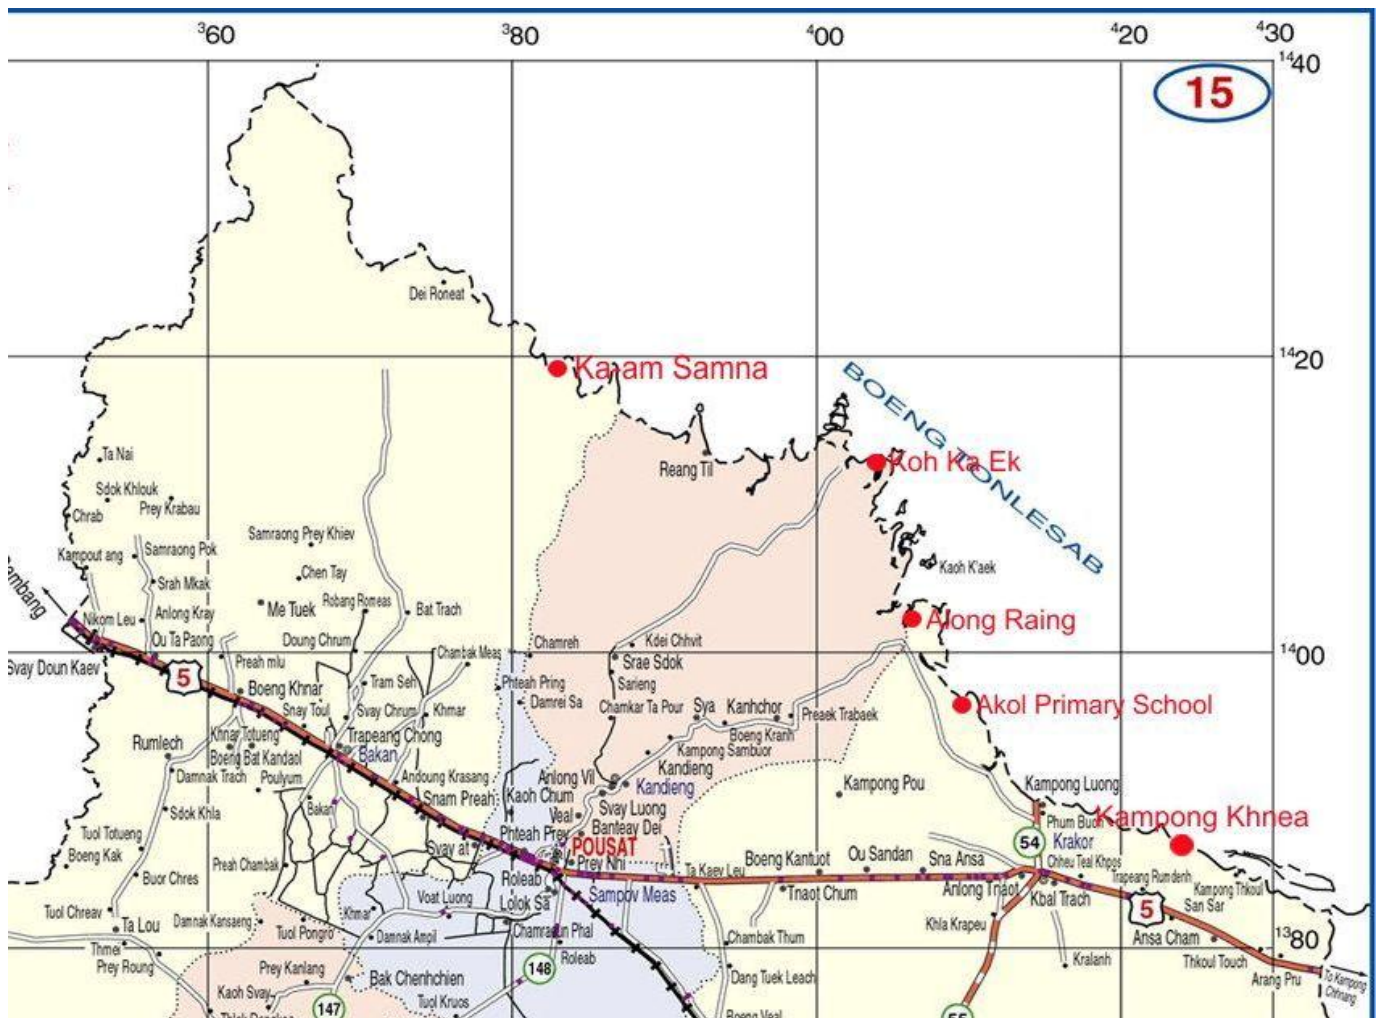 360
380
400
420
430
1440
15
Dei Roneat
1420
Ka am Samna
BOENG TONLESAB
Reang Til
Koh Ka Ek
Ta Nai
Sdok Khlouk
Prey Krabau
Chrab
Samraong Prey Khiev
Kampout ang
Samraong Pok
Kaoh K'aek
Chen Tay
Srah Mkak
ambang
Me Tuek
Robang Romeas
Bat Trach
Nikom Leu
Anlong Kray
Along Raing
Ou Ta Paong
Doung Chrum
Chamreh
Kdei Chhvit
Chambak Meas
1400
Svay Doun Kaev
Preah mlu
Srae Sdok
5
Boeng Khnar
Tram Seh
Phteah Pring
Sarieng
Damrei Sa
Snay Toul
Svay Chrum
Khmar
Chamkar Ta Pour
Sya
Kanhchor
Preaek Trabaek
Akol Primary School
Khnar Totueng
Trapeang Chong
Boeng Kranh
Rumlech
Boeng Bat Kandaol
Bakan
Kampong Sambuor
Kandieng
Damnak Trach
Poulyum
Andoung Krasang
Anlong Vil
Kandieng
Kampong Pou
Kampong Luong
Snam Preah
Kaoh Chum
Svay Luong
Sdok Khla
Bakan
Veal
Kampong Khnea
Tuol Totueng
Phteah Prey
Banteay Dei
54
Krakor
Boeng Kak
Svay at
POUSAT
Preah Chambak
Prey Nhi
Ta Kaev Leu
Boeng Kantuot
Ou Sandan
Sna Ansa
Chheu Teal Khpos
Buor Chres
Roleab
Sampov Meas
Tnaot Chum
Anlong Tnaot
Trapeang Rumdenh
Kampong Thkoul
Voat Luong
Lolok Sa
Kbal Trach
5
San Sar
Tuol Chreav
Ta Lou
Damnak Kansaeng
Khmar
Khla Krapeu
Tuol Pongro
Damnak Ampil
Chambak Thum
Ansa Cham
1380
Thmei
Prey Roung
Roleab
Kralanh
Thkoul Touch
Prey Kanlang
Bak Chenhchien
148
Dang Tuek Leach
Arang Pru
To Kampong
Chhnang
Kaoh Svay
147
Tuol Kruos
Boeng Veal
55